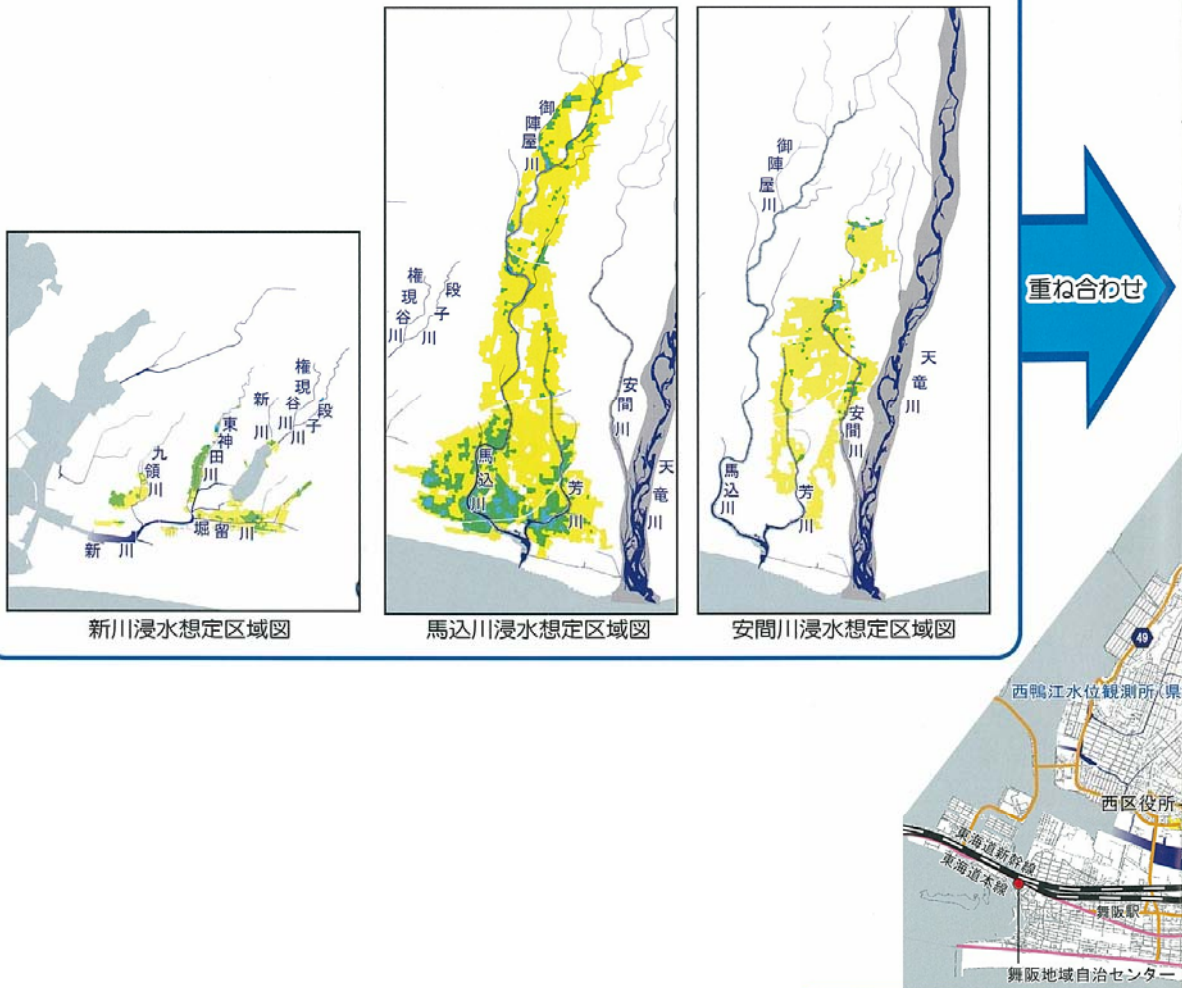 権現谷川
段子川
新川
東神田川
九領川
堀留川
新川
新川浸水想定区域図
御陣屋川
権現谷川
段子川
安間川
天竜川
馬込川
芳川
馬込川浸水想定区域図
御陣屋川
天竜川
安間川
馬込川
芳川
安間川浸水想定区域図
重ね合わせ
49
西鴨江水位観測所(県
西区役所
東海道新幹線
東海道本線
舞阪駅
舞阪地域自治センター